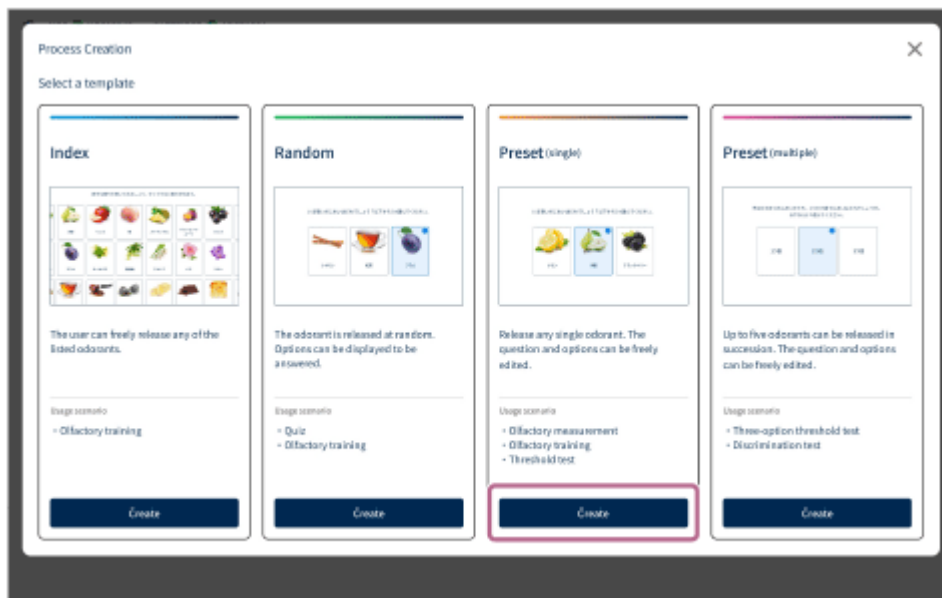 Process Creation
Select a template
Index
The user can freely release any of the
listed odorants.
Usage scenario
• Olfactory training
Create
Random
The odorant is released at random.
Options can be displayed to be
answered.
Usage scenario
• Quiz
• Olfactory training
Create
Preset (single)
Release any single odorant. The
question and options can be freely
edited.
Usage scenario
• Olfactory measurement
• Olfactory training
• Threshold test
Create
Preset (multiple)
Up to five odorants can be released in
succession. The question and options
can be freely edited.
Usage scenario
• Three-option threshold test
• Discrimination test
Create